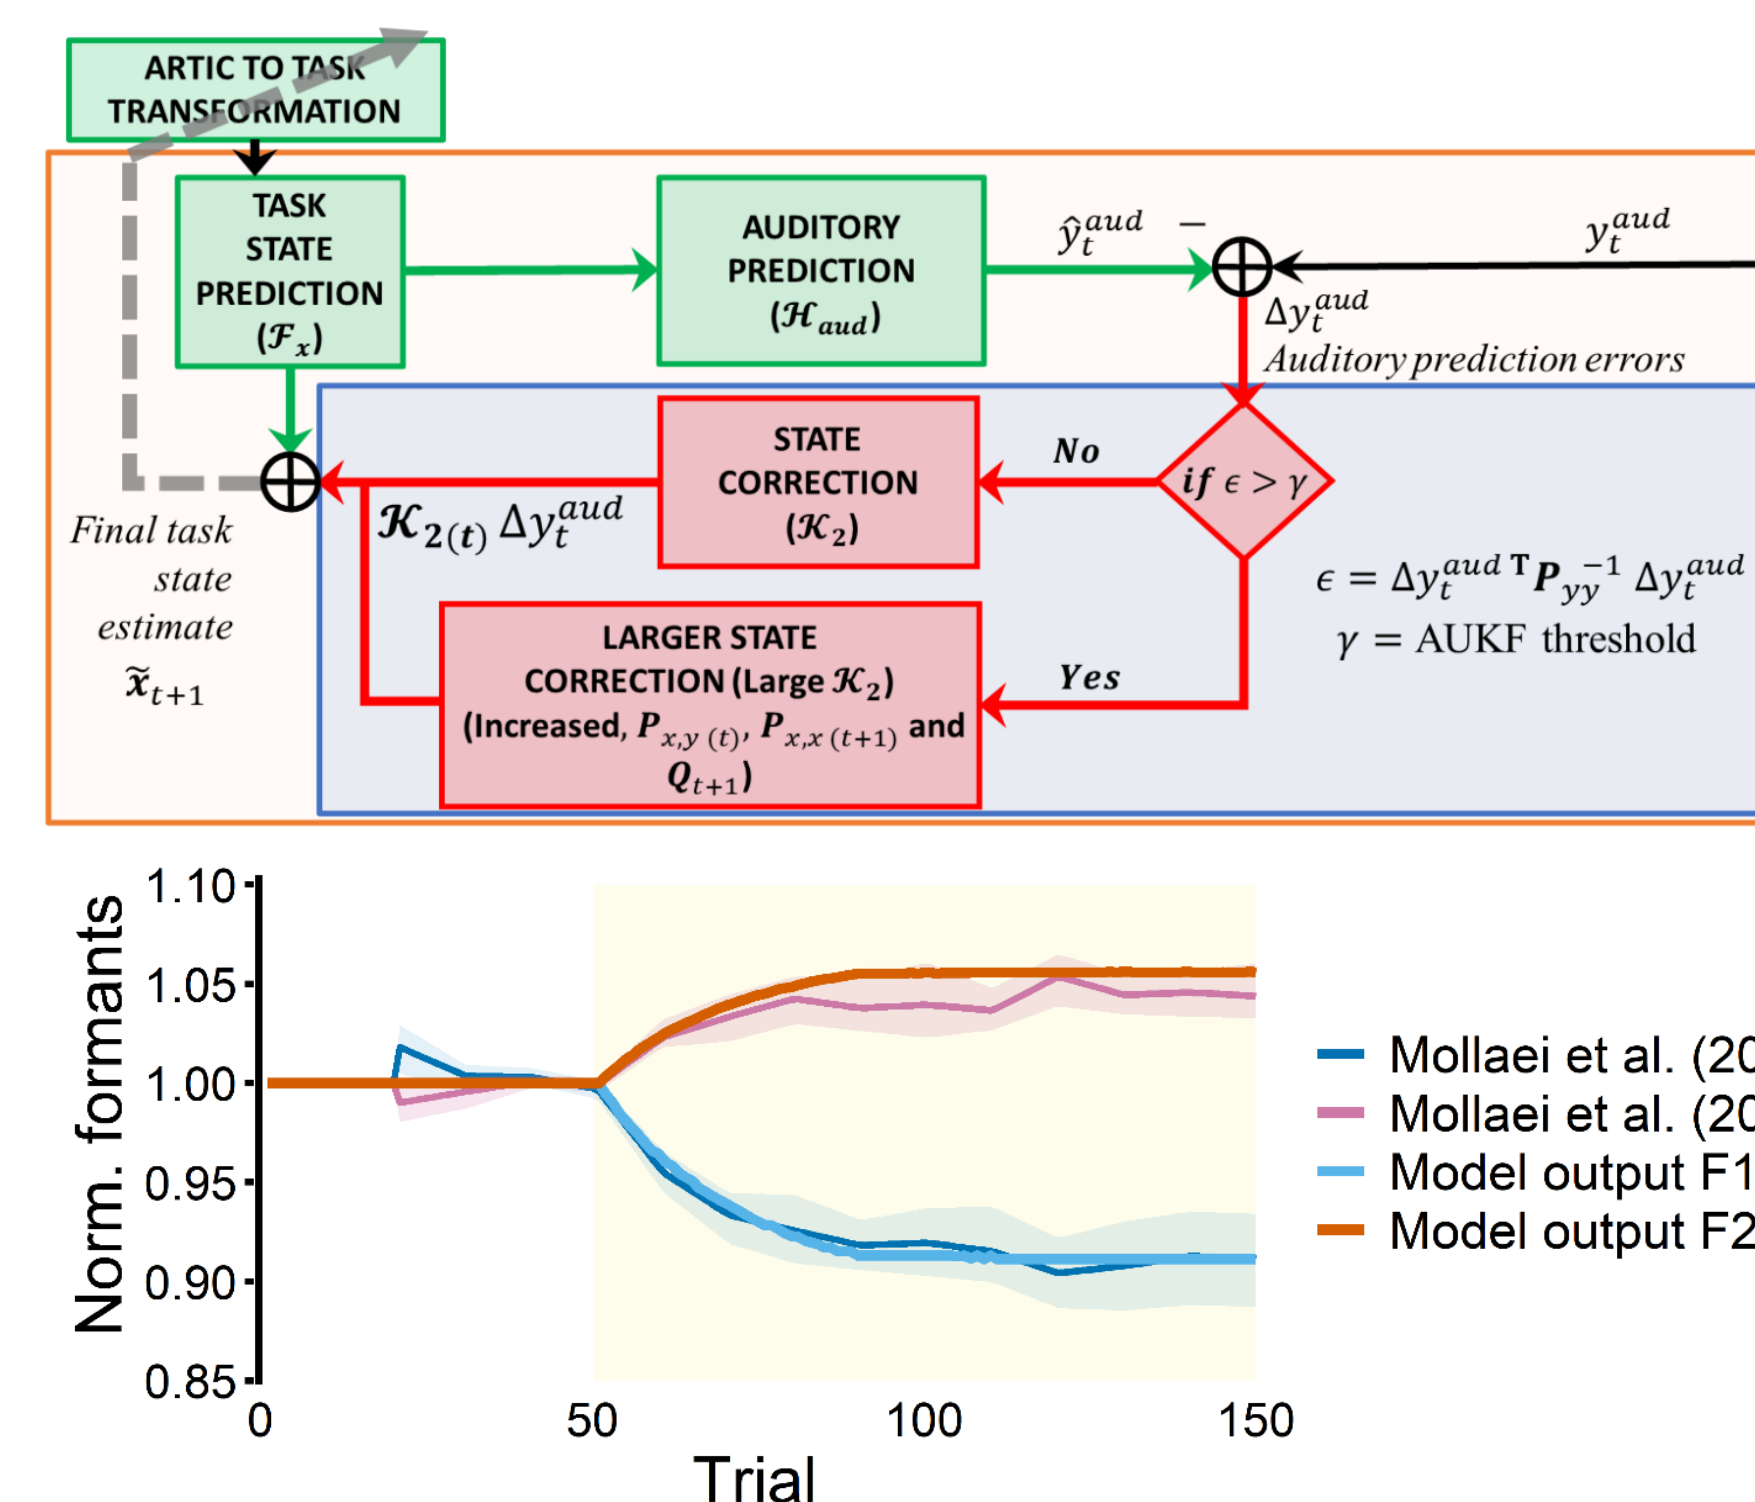 ARTIC TO TASK
TRANSFORMATION
TASK
STATE
PREDICTION
(ℱₓ)
AUDITORY
PREDICTION
(ℋ_aud)
ŷ_t^aud −
y_t^aud
Δy_t^aud
Auditory prediction errors
STATE
CORRECTION
(𝒦₂)
No
if ϵ > γ
𝒦₂₍ₜ₎ Δy_t^aud
Final task
state
estimate
x̃_{t+1}
ϵ = Δy_t^{aud T} P_yy^{−1} Δy_t^aud
γ = AUKF threshold
LARGER STATE
CORRECTION (Large 𝒦₂)
(Increased, P_{x,y (t)}, P_{x,x (t+1)} and
Q_{t+1})
Yes
Norm. formants
1.10
1.05
1.00
0.95
0.90
0.85
0
50
100
150
Trial
Mollaei et al. (20
Mollaei et al. (20
Model output F1
Model output F2